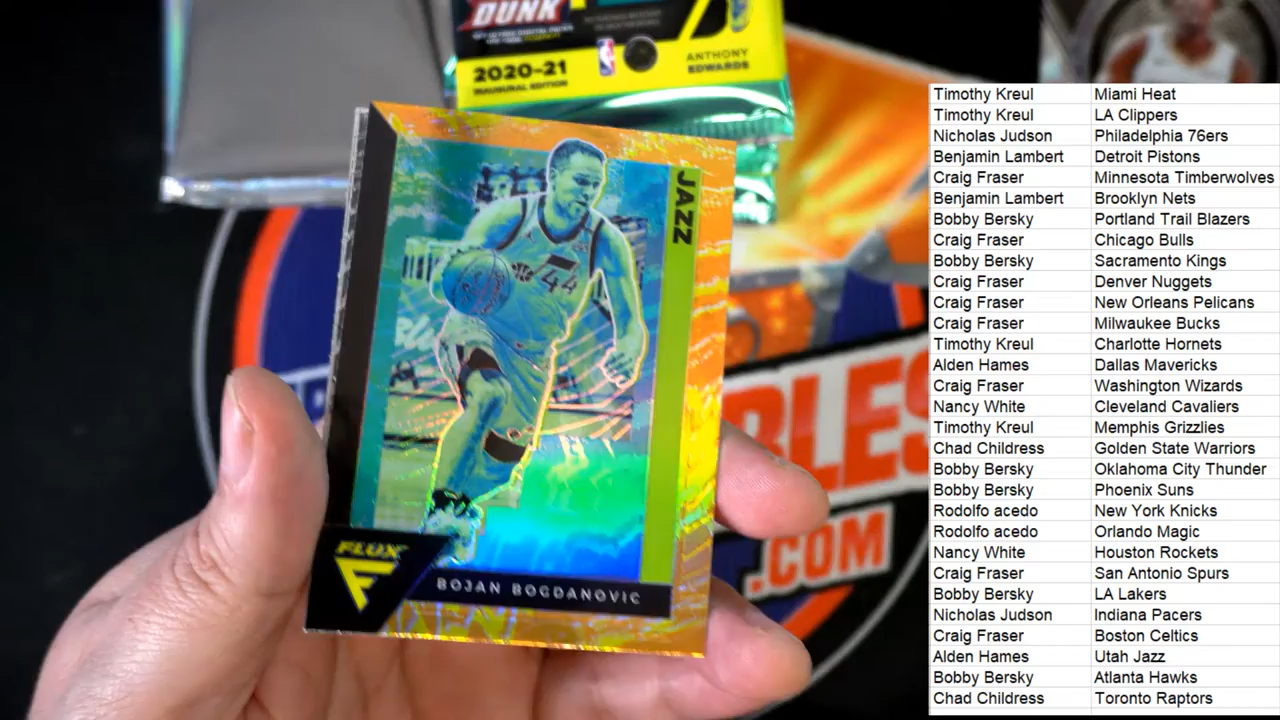 DUNK
2020-21
INAUGURAL EDITION
ANTHONY
EDWARDS
JAZZ
44
FLUX
BOJAN BOGDANOVIC
BLES
.COM
Timothy Kreul Miami Heat
Timothy Kreul LA Clippers
Nicholas Judson Philadelphia 76ers
Benjamin Lambert Detroit Pistons
Craig Fraser Minnesota Timberwolves
Benjamin Lambert Brooklyn Nets
Bobby Bersky Portland Trail Blazers
Craig Fraser Chicago Bulls
Bobby Bersky Sacramento Kings
Craig Fraser Denver Nuggets
Craig Fraser New Orleans Pelicans
Craig Fraser Milwaukee Bucks
Timothy Kreul Charlotte Hornets
Alden Hames Dallas Mavericks
Craig Fraser Washington Wizards
Nancy White Cleveland Cavaliers
Timothy Kreul Memphis Grizzlies
Chad Childress Golden State Warriors
Bobby Bersky Oklahoma City Thunder
Bobby Bersky Phoenix Suns
Rodolfo acedo New York Knicks
Rodolfo acedo Orlando Magic
Nancy White Houston Rockets
Craig Fraser San Antonio Spurs
Bobby Bersky LA Lakers
Nicholas Judson Indiana Pacers
Craig Fraser Boston Celtics
Alden Hames Utah Jazz
Bobby Bersky Atlanta Hawks
Chad Childress Toronto Raptors